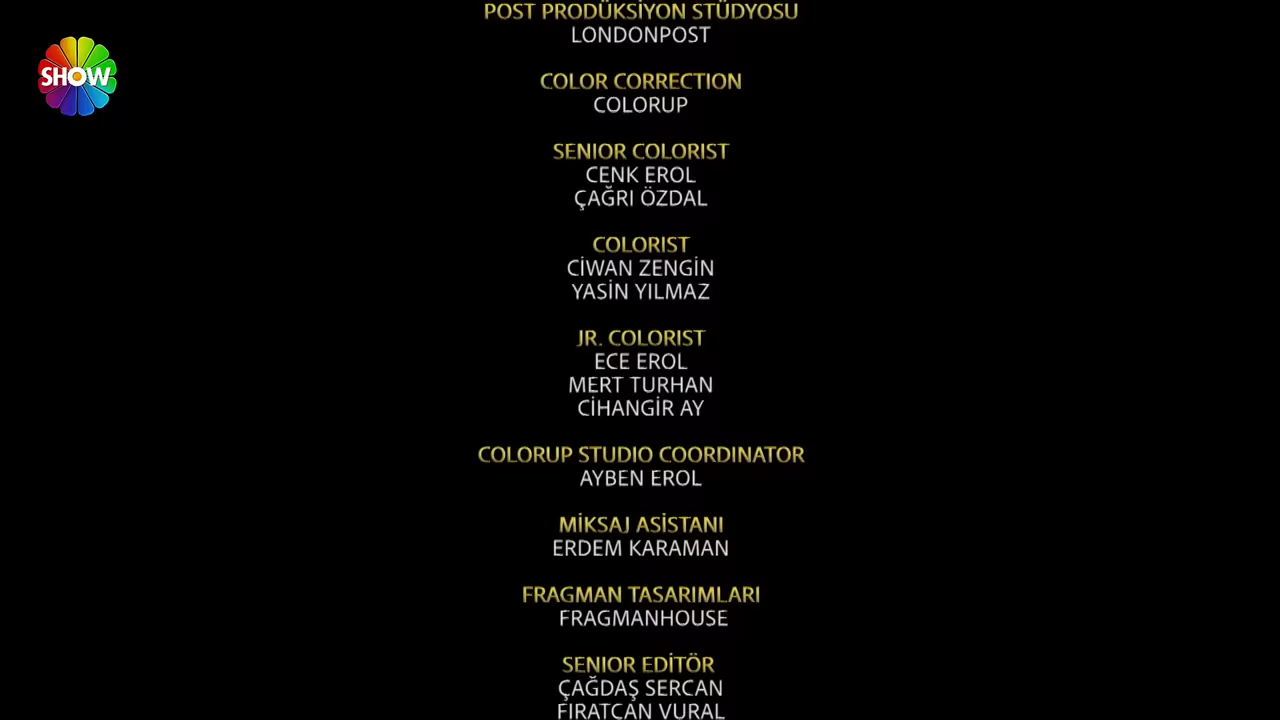 POST PRODÜKSİYON STÜDYOSU
LONDONPOST
SHOW
COLOR CORRECTION
COLORUP
SENIOR COLORIST
CENK EROL
ÇAĞRI ÖZDAL
COLORIST
CİWAN ZENGİN
YASİN YILMAZ
JR. COLORIST
ECE EROL
MERT TURHAN
CİHANGİR AY
COLORUP STUDIO COORDINATOR
AYBEN EROL
MİKSAJ ASİSTANI
ERDEM KARAMAN
FRAGMAN TASARIMLARI
FRAGMANHOUSE
SENIOR EDİTÖR
ÇAĞDAŞ SERCAN
FIRATCAN VURAL